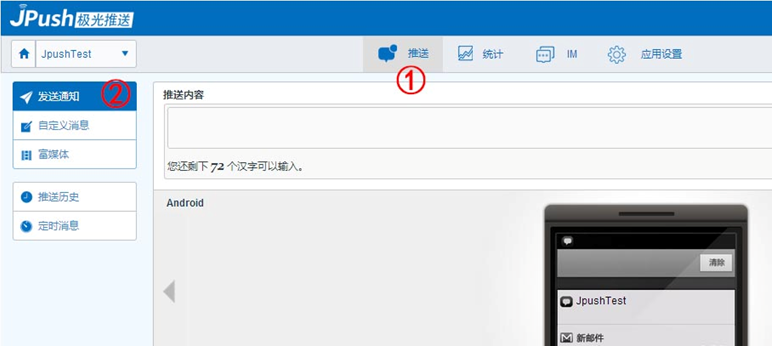 JPush极光推送
JpushTest
推送
统计
IM
应用设置
①
发送通知
②
自定义消息
富媒体
推送历史
定时消息
推送内容
您还剩下 72 个汉字可以输入。
Android
清除
JpushTest
新邮件